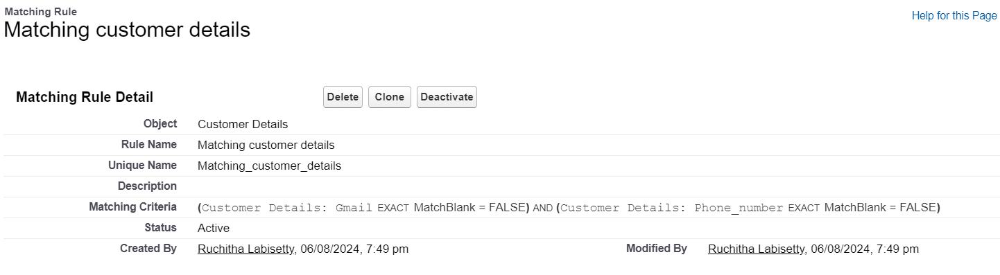 Matching Rule
Help for this Page
Matching customer details
Matching Rule Detail Delete Clone Deactivate
Object Customer Details
Rule Name Matching customer details
Unique Name Matching_customer_details
Description
Matching Criteria (Customer Details: Gmail EXACT MatchBlank = FALSE) AND (Customer Details: Phone_number EXACT MatchBlank = FALSE)
Status Active
Created By Ruchitha Labisetty, 06/08/2024, 7:49 pm Modified By Ruchitha Labisetty, 06/08/2024, 7:49 pm